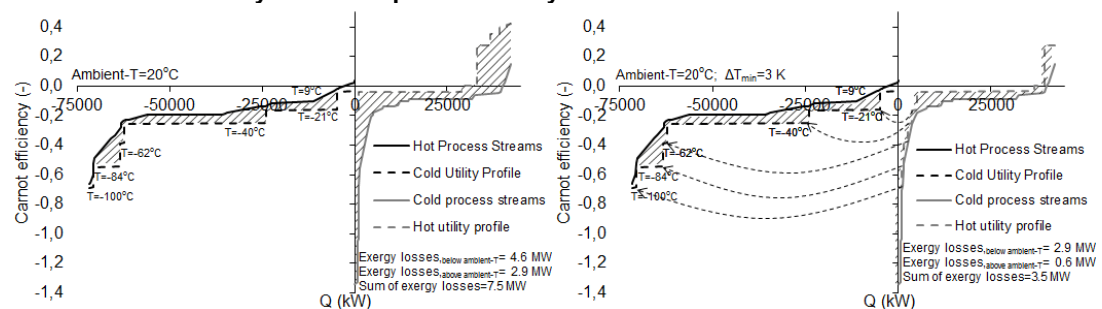 0,4
0,2
Ambient-T=20°C
0,0
-75000
-50000
-25000
T=9°C
0
25000
-0,2
T=-21°C
T=-40°C
-0,4
T=-62°C
-0,6
T=-84°C
T=-100°C
-0,8
-1,0
-1,2
-1,4
Carnot efficiency (-)
Hot Process Streams
Cold Utility Profile
Cold process streams
Hot utility profile
Exergy losses,below ambient-T= 4.6 MW
Exergy losses,above ambient-T= 2.9 MW
Sum of exergy losses=7.5 MW
Q (kW)
0,4
0,2
Ambient-T=20°C; ΔTmin=3 K
0,0
-75000
-50000
-25000
T=9°C
0
25000
-0,2
T=-21°C
T=-40°C
-0,4
T=-62°C
-0,6
T=-84°C
T=-100°C
-0,8
-1,0
-1,2
-1,4
Carnot efficiency (-)
Hot Process Streams
Cold Utility Profile
Cold process streams
Hot utility profile
Exergy losses,below ambient-T= 2.9 MW
Exergy losses,above ambient-T= 0.6 MW
Sum of exergy losses=3.5 MW
Q (kW)